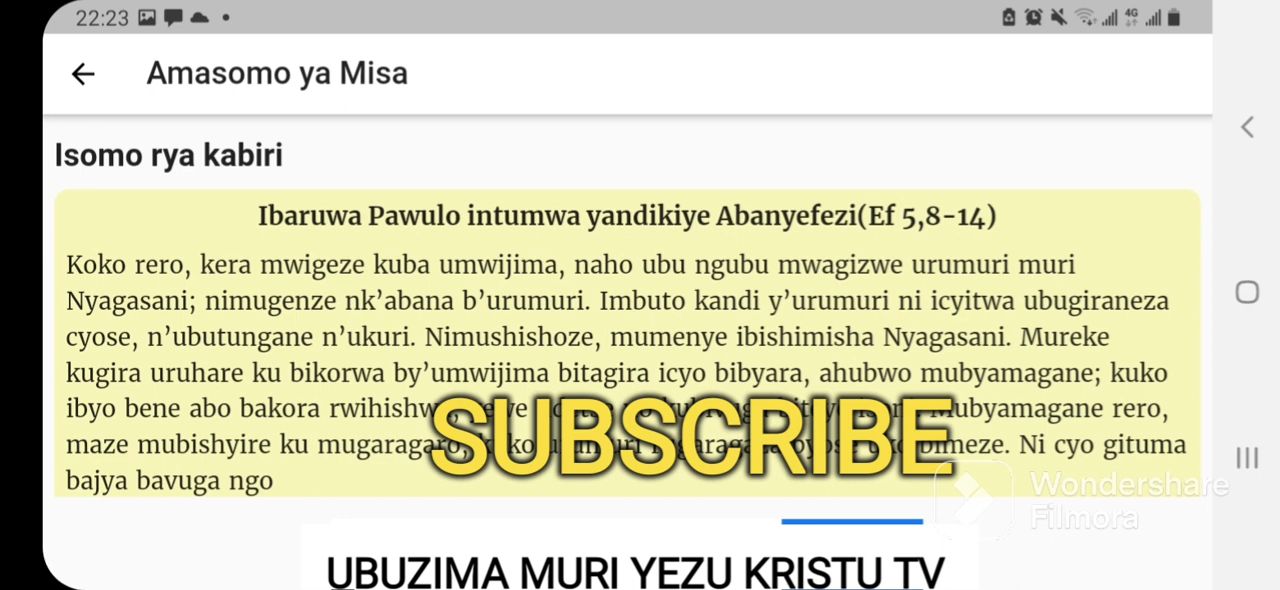 22:23
4G
Amasomo ya Misa
Isomo rya kabiri
Ibaruwa Pawulo intumwa yandikiye Abanyefezi(Ef 5,8-14)
Koko rero, kera mwigeze kuba umwijima, naho ubu ngubu mwagizwe urumuri muri
Nyagasani; nimugenze nk’abana b’urumuri. Imbuto kandi y’urumuri ni icyitwa ubugiraneza
cyose, n’ubutungane n’ukuri. Nimushishoze, mumenye ibishimisha Nyagasani. Mureke
kugira uruhare ku bikorwa by’umwijima bitagira icyo bibyara, ahubwo mubyamagane; kuko
ibyo bene abo bakora Mubyamagane rero,
maze mubishyire ku mugaragaro, bimeze. Ni cyo gituma
bajya bavuga ngo
SUBSCRIBE
Wondershare
Filmora
UBUZIMA MURI YEZU KRISTU TV